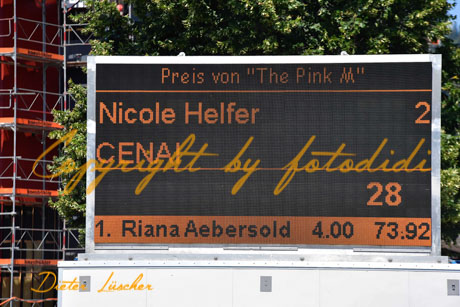 Preis von "The Pink M"
Nicole Helfer 2
CENAI
Copyright by fotodidi
28
1. Riana Aebersold 4.00 73.92
Dieter Lüscher